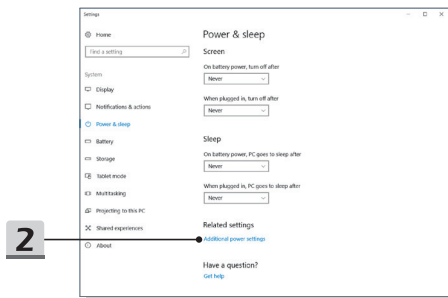 Settings
Home
Find a setting
System
Display
Notifications & actions
Power & sleep
Battery
Storage
Tablet mode
Multitasking
Projecting to this PC
Shared experiences
About
Power & sleep
Screen
On battery power, turn off after
Never
When plugged in, turn off after
Never
Sleep
On battery power, PC goes to sleep after
Never
When plugged in, PC goes to sleep after
Never
Related settings
Additional power settings
Have a question?
Get help
2